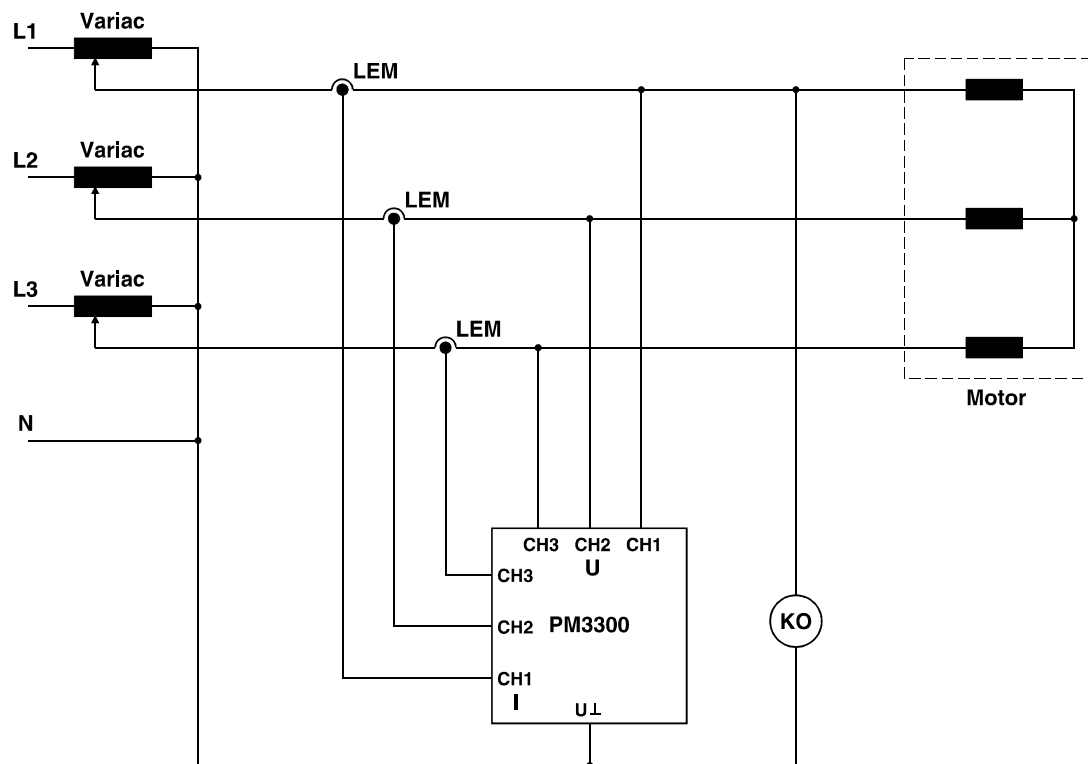 L1
Variac
LEM
L2
Variac
LEM
L3
Variac
LEM
Motor
N
CH3 CH2 CH1
U
CH3
CH2 PM3300
CH1
I
U⊥
KO